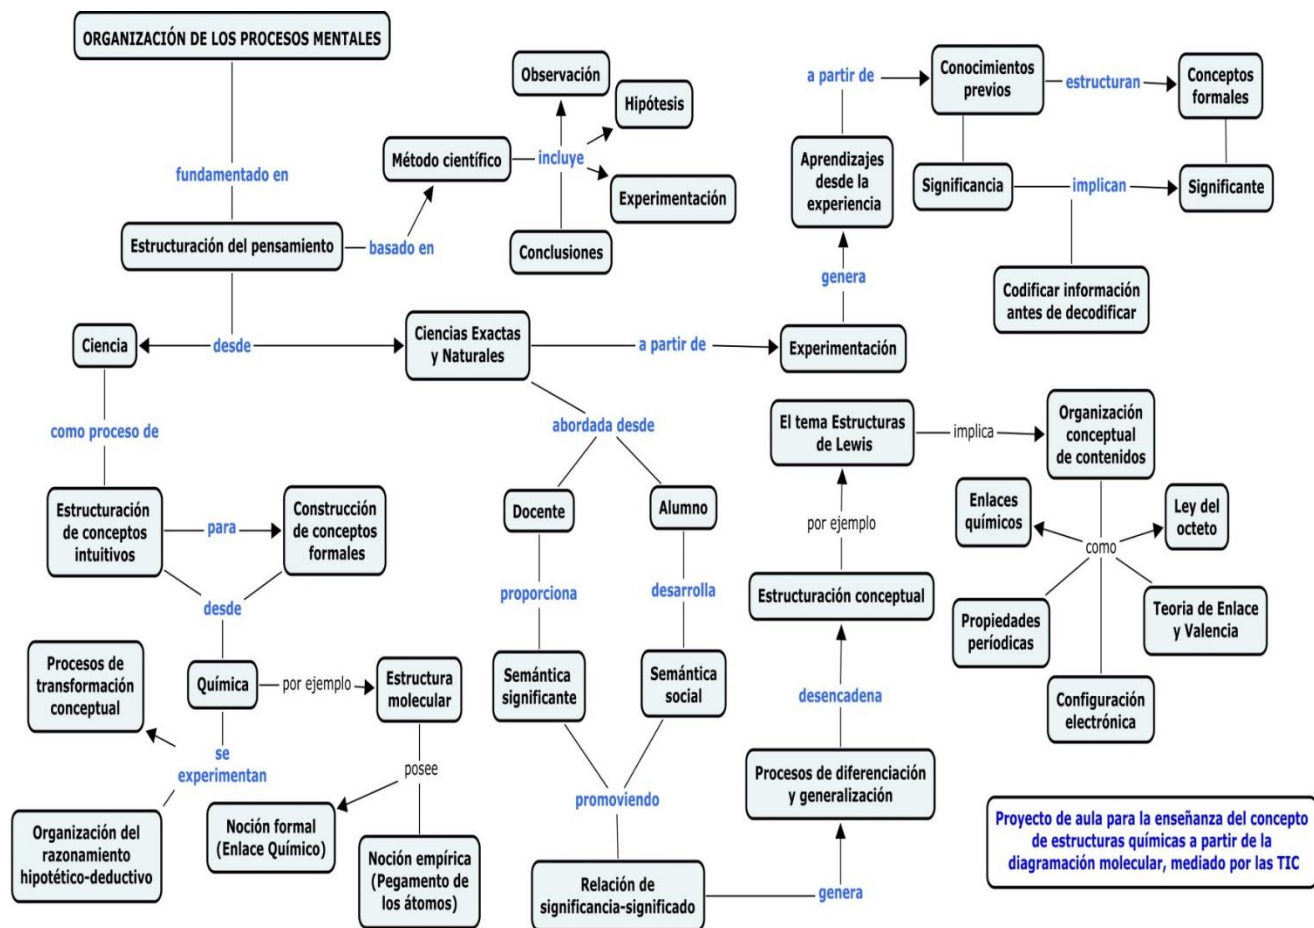 ORGANIZACIÓN DE LOS PROCESOS MENTALES
fundamentado en
Estructuración del pensamiento
basado en
Método científico
incluye
Observación
Hipótesis
Experimentación
Conclusiones
desde
Ciencia
Ciencias Exactas
y Naturales
a partir de
Experimentación
genera
Aprendizajes
desde la
experiencia
a partir de
Conocimientos
previos
estructuran
Conceptos
formales
Significancia
implican
Significante
Codificar información
antes de decodificar
como proceso de
Estructuración
de conceptos
intuitivos
para
Construcción
de conceptos
formales
desde
Química
por ejemplo
Estructura
molecular
posee
Noción formal
(Enlace Químico)
Noción empírica
(Pegamento de
los átomos)
se
experimentan
Procesos de
transformación
conceptual
Organización del
razonamiento
hipotético-deductivo
abordada desde
Docente
Alumno
proporciona
desarrolla
Semántica
significante
Semántica
social
promoviendo
Relación de
significancia-significado
genera
Procesos de diferenciación
y generalización
desencadena
Estructuración conceptual
por ejemplo
El tema Estructuras
de Lewis
implica
Organización
conceptual
de contenidos
como
Enlaces
químicos
Ley del
octeto
Propiedades
períodicas
Teoria de Enlace
y Valencia
Configuración
electrónica
Proyecto de aula para la enseñanza del concepto
de estructuras químicas a partir de la
diagramación molecular, mediado por las TIC